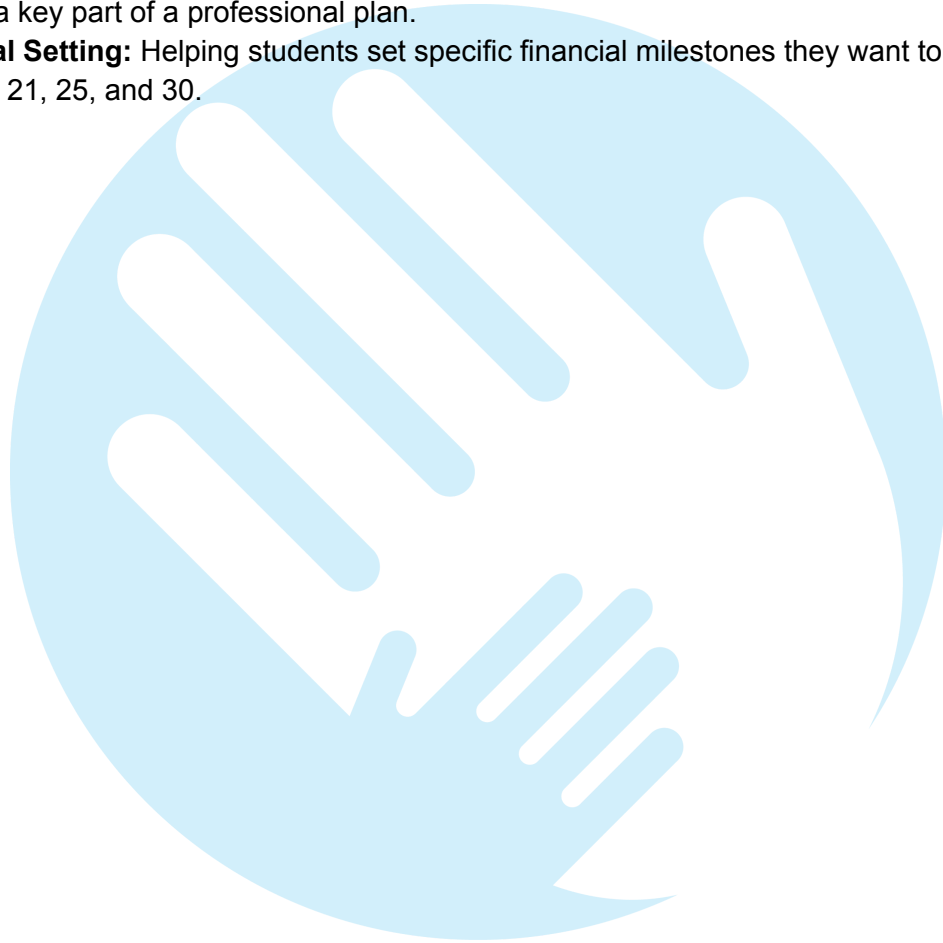 a key part of a professional plan.
al Setting: Helping students set specific financial milestones they want to
21, 25, and 30.